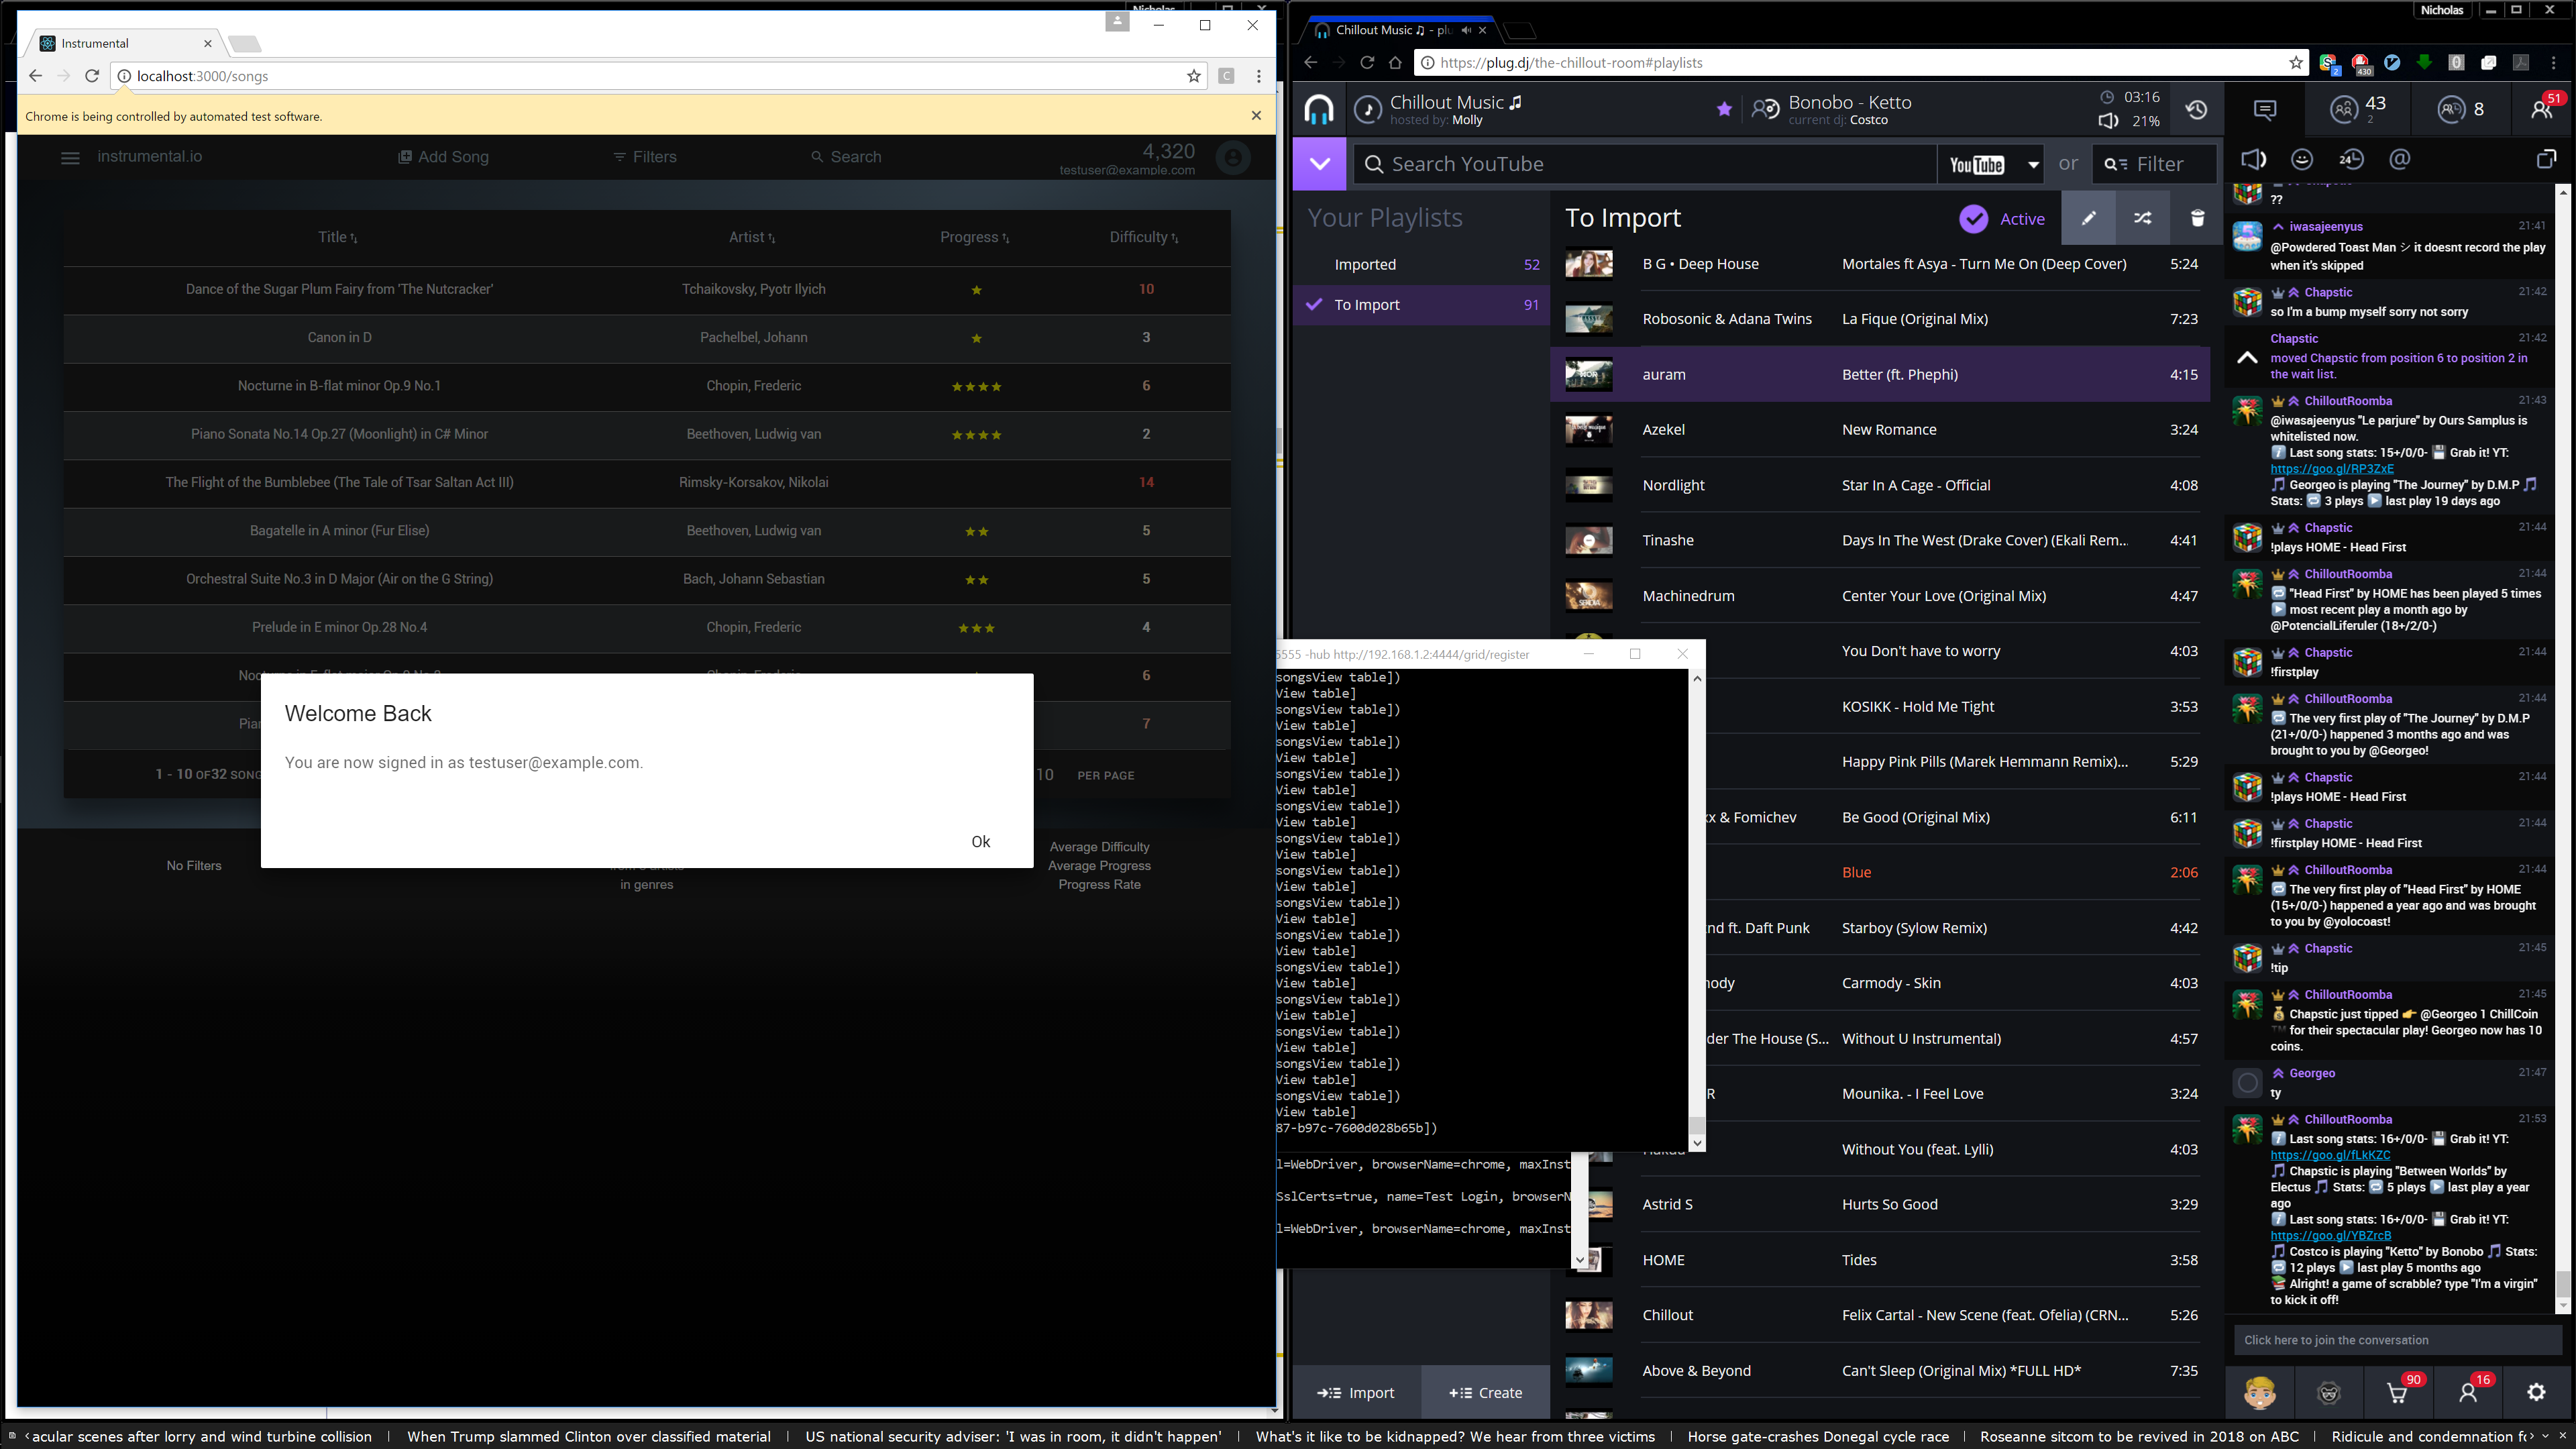 Nicholas
Instrumental
localhost:3000/songs
Chrome is being controlled by automated test software.
instrumental.io
Add Song
Filters
Search
4,320
testuser@example.com
Title Artist Progress Difficulty
Dance of the Sugar Plum Fairy from 'The Nutcracker' Tchaikovsky, Pyotr Ilyich 10
Canon in D Pachelbel, Johann 3
Nocturne in B-flat minor Op.9 No.1 Chopin, Frederic 6
Piano Sonata No.14 Op.27 (Moonlight) in C# Minor Beethoven, Ludwig van 2
The Flight of the Bumblebee (The Tale of Tsar Saltan Act III) Rimsky-Korsakov, Nikolai 14
Bagatelle in A minor (Fur Elise) Beethoven, Ludwig van 5
Orchestral Suite No.3 in D Major (Air on the G String) Bach, Johann Sebastian 5
Prelude in E minor Op.28 No.4 Chopin, Frederic 4
6
7
1 - 10 OF 32 SONG
10 PER PAGE
Welcome Back
You are now signed in as testuser@example.com.
Ok
No Filters
in genres
Average Difficulty
Average Progress
Progress Rate
Nicholas
Chillout Music ♫ - plu
https://plug.dj/the-chillout-room#playlists
2
430
Chillout Music ♫
hosted by: Molly
Bonobo - Ketto
current dj: Costco
03:16
21%
43
2
8
51
Search YouTube
YouTube
or
Filter
24
@
Your Playlists
Imported 52
To Import 91
To Import
Active
B G • Deep House Mortales ft Asya - Turn Me On (Deep Cover) 5:24
Robosonic & Adana Twins La Fique (Original Mix) 7:23
auram Better (ft. Phephi) 4:15
Azekel New Romance 3:24
Nordlight Star In A Cage - Official 4:08
Tinashe Days In The West (Drake Cover) (Ekali Rem... 4:41
Machinedrum Center Your Love (Original Mix) 4:47
You Don't have to worry 4:03
KOSIKK - Hold Me Tight 3:53
Happy Pink Pills (Marek Hemmann Remix)... 5:29
x & Fomichev Be Good (Original Mix) 6:11
Blue 2:06
nd ft. Daft Punk Starboy (Sylow Remix) 4:42
nody Carmody - Skin 4:03
der The House (S... Without U Instrumental) 4:57
R Mounika. - I Feel Love 3:24
Without You (feat. Lylli) 4:03
Astrid S Hurts So Good 3:29
HOME Tides 3:58
Chillout Felix Cartal - New Scene (feat. Ofelia) (CRN... 5:26
Above & Beyond Can't Sleep (Original Mix) *FULL HD* 7:35
Import
Create
5555 -hub http://192.168.1.2:4444/grid/register
songsView table])
View table]
songsView table])
View table]
songsView table])
View table]
songsView table])
View table]
songsView table])
View table]
songsView table])
View table]
songsView table])
View table]
songsView table])
View table]
songsView table])
View table]
songsView table])
View table]
songsView table])
View table]
songsView table])
View table]
songsView table])
View table]
songsView table])
View table]
87-b97c-7600d028b65b])
l=WebDriver, browserName=chrome, maxInst
SslCerts=true, name=Test Login, browserN
l=WebDriver, browserName=chrome, maxInst
??
iwasajeenyus 21:41
@Powdered Toast Man シ it doesnt record the play
when it's skipped
Chapstic 21:42
so I'm a bump myself sorry not sorry
Chapstic 21:42
moved Chapstic from position 6 to position 2 in
the wait list.
ChilloutRoomba 21:43
@iwasajeenyus "Le parjure" by Ours Samplus is
whitelisted now.
Last song stats: 15+/0/0- Grab it! YT:
https://goo.gl/RP3ZxE
Georgeo is playing "The Journey" by D.M.P
Stats: 3 plays last play 19 days ago
Chapstic 21:44
!plays HOME - Head First
ChilloutRoomba 21:44
"Head First" by HOME has been played 5 times
most recent play a month ago by
@PotencialLiferuler (18+/2/0-)
Chapstic 21:44
!firstplay
ChilloutRoomba 21:44
The very first play of "The Journey" by D.M.P
(21+/0/0-) happened 3 months ago and was
brought to you by @Georgeo!
Chapstic 21:44
!plays HOME - Head First
Chapstic 21:44
!firstplay HOME - Head First
ChilloutRoomba 21:44
The very first play of "Head First" by HOME
(15+/0/0-) happened a year ago and was brought
to you by @yolocoast!
Chapstic 21:45
!tip
ChilloutRoomba 21:45
Chapstic just tipped @Georgeo 1 ChillCoin
™ for their spectacular play! Georgeo now has 10
coins.
Georgeo 21:47
ty
ChilloutRoomba 21:53
Last song stats: 16+/0/0- Grab it! YT:
https://goo.gl/fLkKZC
Chapstic is playing "Between Worlds" by
Electus Stats: 5 plays last play a year
ago
Last song stats: 16+/0/0- Grab it! YT:
https://goo.gl/YBZrcB
Costco is playing "Ketto" by Bonobo Stats:
12 plays last play 5 months ago
Alright! a game of scrabble? type "I'm a virgin"
to kick it off!
Click here to join the conversation
90
16
acular scenes after lorry and wind turbine collision | When Trump slammed Clinton over classified material | US national security adviser: 'I was in room, it didn't happen' | What's it like to be kidnapped? We hear from three victims | Horse gate-crashes Donegal cycle race | Roseanne sitcom to be revived in 2018 on ABC | Ridicule and condemnation fo